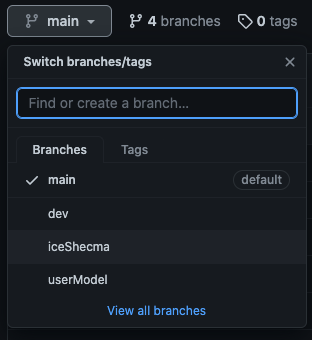 main
4 branches
0 tags
Switch branches/tags
Find or create a branch...
Branches
Tags
main
default
dev
iceShecma
userModel
View all branches